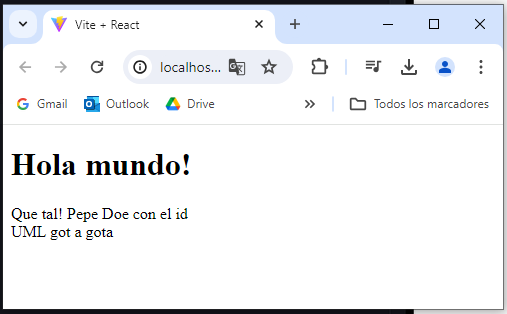 Vite + React
localhos...
Gmail
Outlook
Drive
Todos los marcadores
Hola mundo!
Que tal! Pepe Doe con el id
UML got a gota